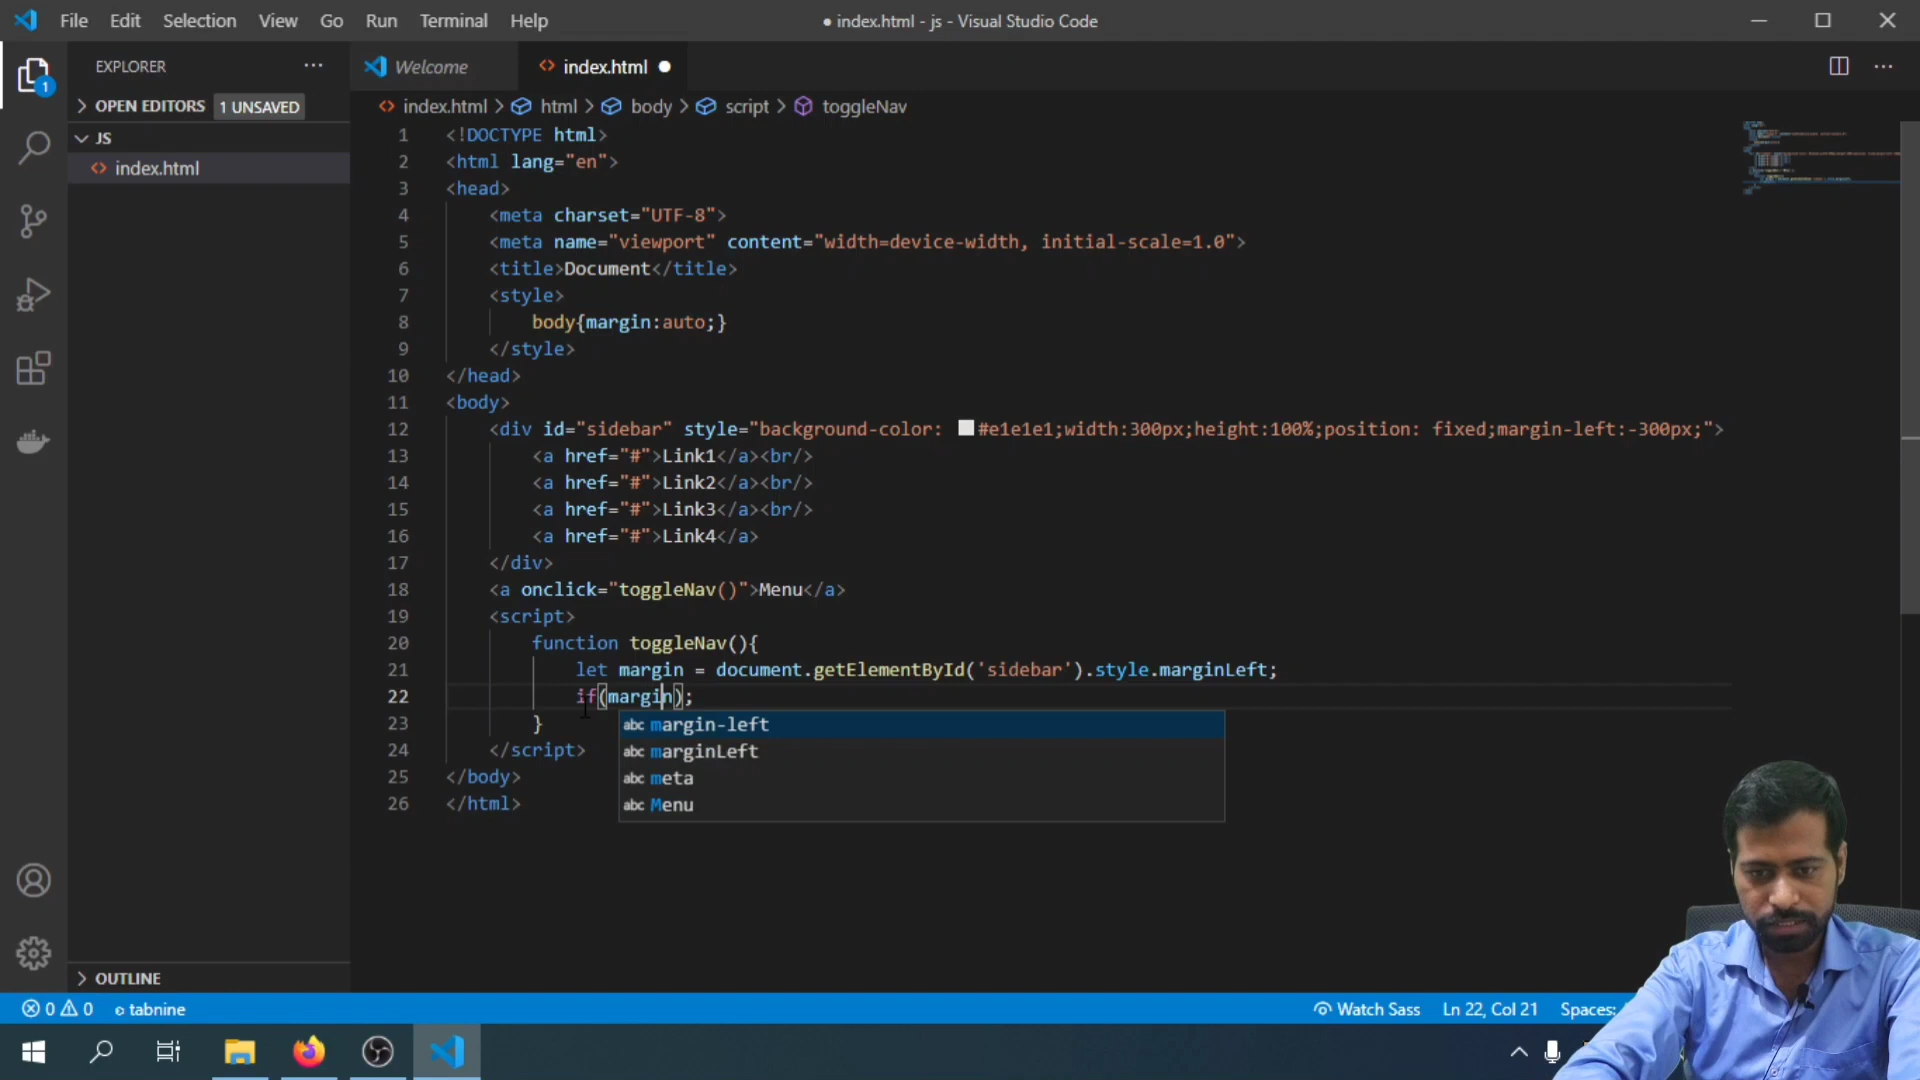 File Edit Selection View Go Run Terminal Help
● index.html - js - Visual Studio Code
EXPLORER
Welcome
index.html
OPEN EDITORS 1 UNSAVED
index.html > html > body > script > toggleNav
JS
index.html
1 <!DOCTYPE html>
2 <html lang="en">
3 <head>
4 <meta charset="UTF-8">
5 <meta name="viewport" content="width=device-width, initial-scale=1.0">
6 <title>Document</title>
7 <style>
8 body{margin:auto;}
9 </style>
10 </head>
11 <body>
12 <div id="sidebar" style="background-color: #e1e1e1;width:300px;height:100%;position: fixed;margin-left:-300px;">
13 <a href="#">Link1</a><br/>
14 <a href="#">Link2</a><br/>
15 <a href="#">Link3</a><br/>
16 <a href="#">Link4</a>
17 </div>
18 <a onclick="toggleNav()">Menu</a>
19 <script>
20 function toggleNav(){
21 let margin = document.getElementById('sidebar').style.marginLeft;
22 if(margin);
23 }
24 </script>
25 </body>
26 </html>
abc margin-left
abc marginLeft
abc meta
abc Menu
1
OUTLINE
0 0 tabnine
Watch Sass Ln 22, Col 21 Spaces: